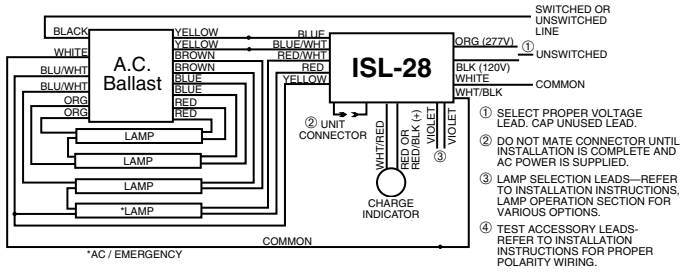 SWITCHED OR
UNSWITCHED
LINE
BLACK
YELLOW
BLUE
YELLOW
BLUE/WHT
ORG (277V)
①
WHITE
BROWN
RED/WHT
UNSWITCHED
A.C.
Ballast
ISL-28
BLU/WHT
BROWN
RED
BLK (120V)
BLUE
YELLOW
WHITE
COMMON
BLU/WHT
BLUE
WHT/BLK
ORG
RED
ORG
RED
② UNIT
CONNECTOR
LAMP
LAMP
LAMP
*LAMP
WHT/RED
RED OR
RED/BLK (+)
VIOLET
VIOLET
③
CHARGE
INDICATOR
COMMON
*AC / EMERGENCY
① SELECT PROPER VOLTAGE
LEAD. CAP UNUSED LEAD.
② DO NOT MATE CONNECTOR UNTIL
INSTALLATION IS COMPLETE AND
AC POWER IS SUPPLIED.
③ LAMP SELECTION LEADS—REFER
TO INSTALLATION INSTRUCTIONS,
LAMP OPERATION SECTION FOR
VARIOUS OPTIONS.
④ TEST ACCESSORY LEADS-
REFER TO INSTALLATION
INSTRUCTIONS FOR PROPER
POLARITY WIRING.